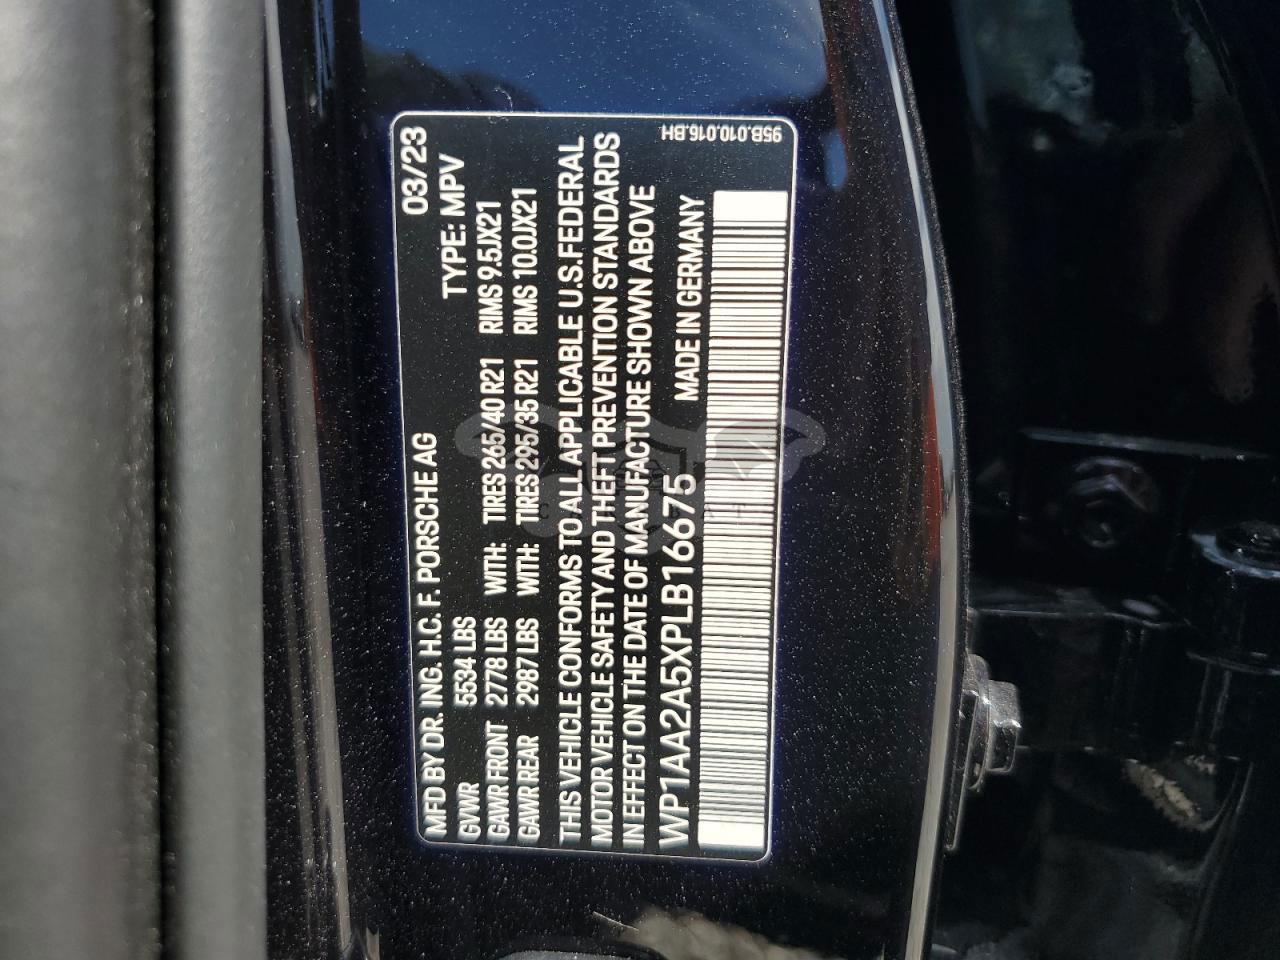 MFD BY DR. ING. H.C. F. PORSCHE AG 03/23
GVWR 5534 LBS TYPE: MPV
GAWR FRONT 2778 LBS WITH: TIRES 265/40 R21 RIMS 9.5JX21
GAWR REAR 2987 LBS WITH: TIRES 295/35 R21 RIMS 10.0JX21
THIS VEHICLE CONFORMS TO ALL APPLICABLE U.S. FEDERAL
MOTOR VEHICLE SAFETY AND THEFT PREVENTION STANDARDS
IN EFFECT ON THE DATE OF MANUFACTURE SHOWN ABOVE
WP1AA2A5XPLB16675 MADE IN GERMANY
95B.010.016.BH